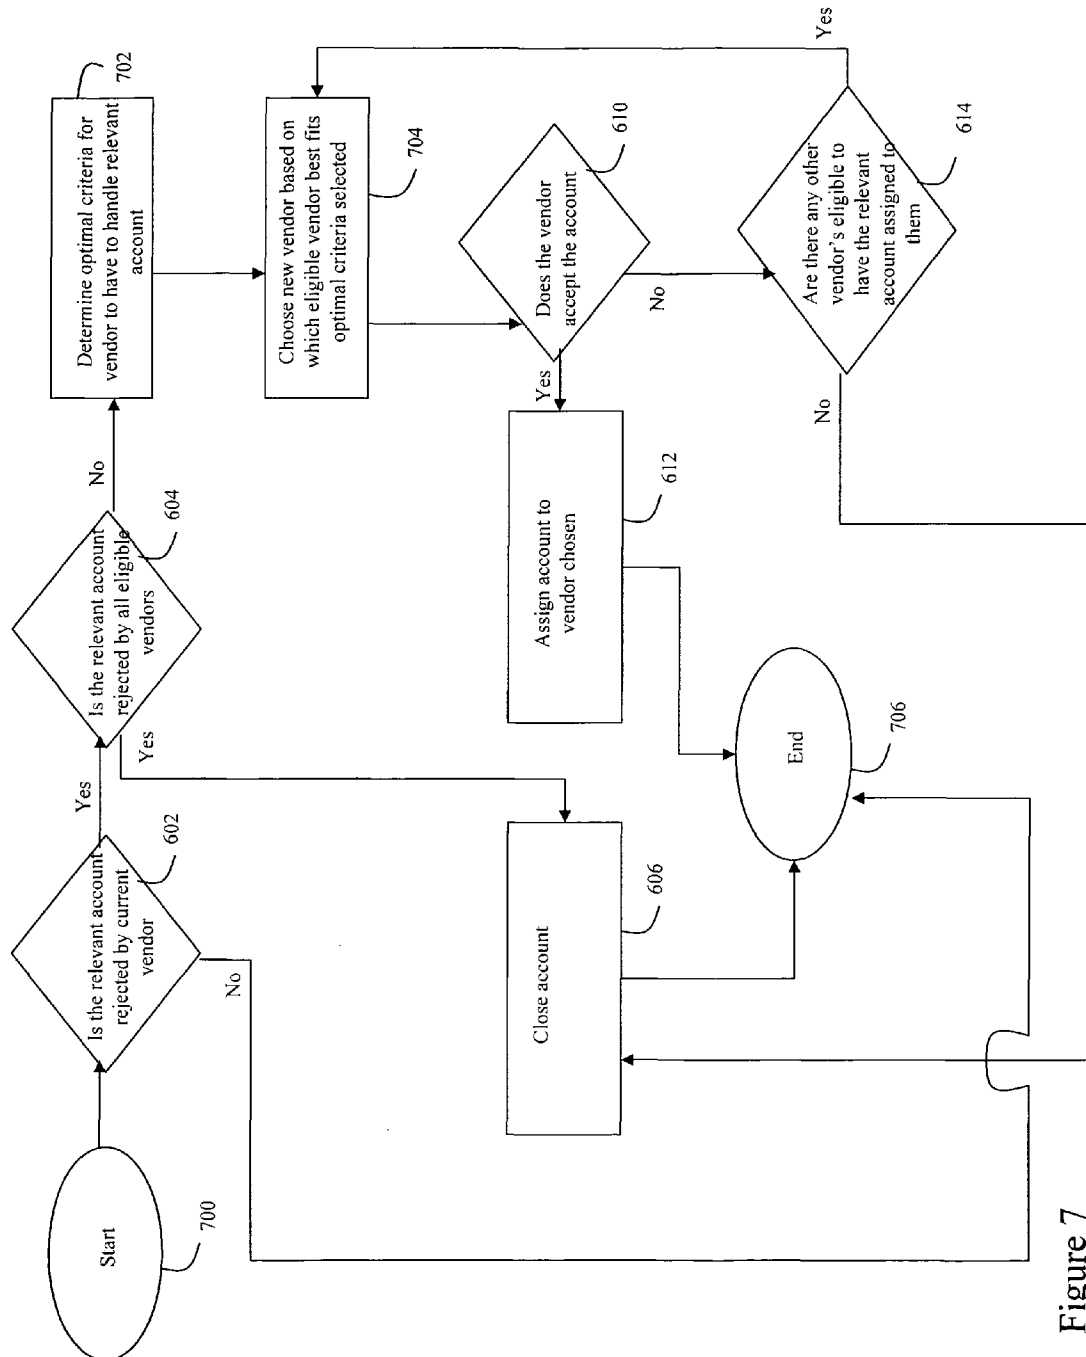 Start
700
Is the relevant account
rejected by current
vendor
602
Yes
No
Is the relevant account
rejected by all eligible
vendors
604
Yes
No
Determine optimal criteria for
vendor to have to handle relevant
account
702
Choose new vendor based on
which eligible vendor best fits
optimal criteria selected
704
Does the vendor
accept the account
610
Yes
No
Assign account to
vendor chosen
612
Close account
606
End
706
Are there any other
vendor's eligible to
have the relevant
account assigned to
them
614
Yes
No
Figure 7